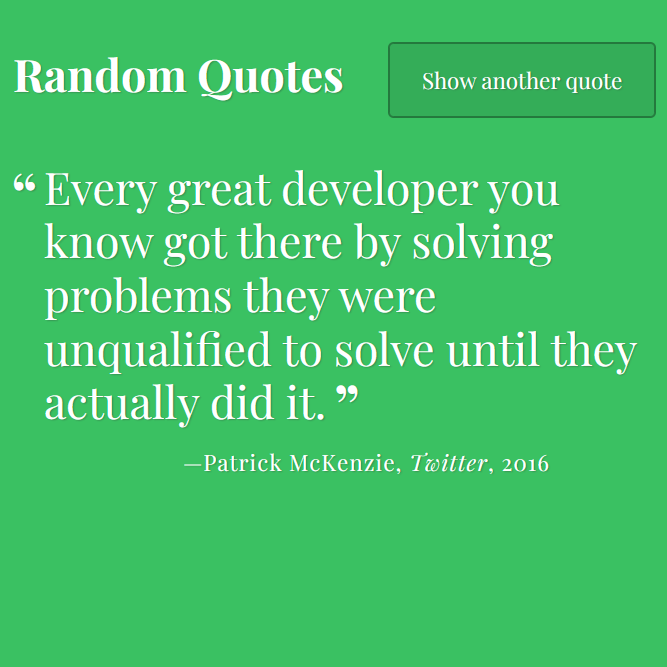 Random Quotes
Show another quote
“Every great developer you
know got there by solving
problems they were
unqualified to solve until they
actually did it.”
—Patrick McKenzie, Twitter, 2016